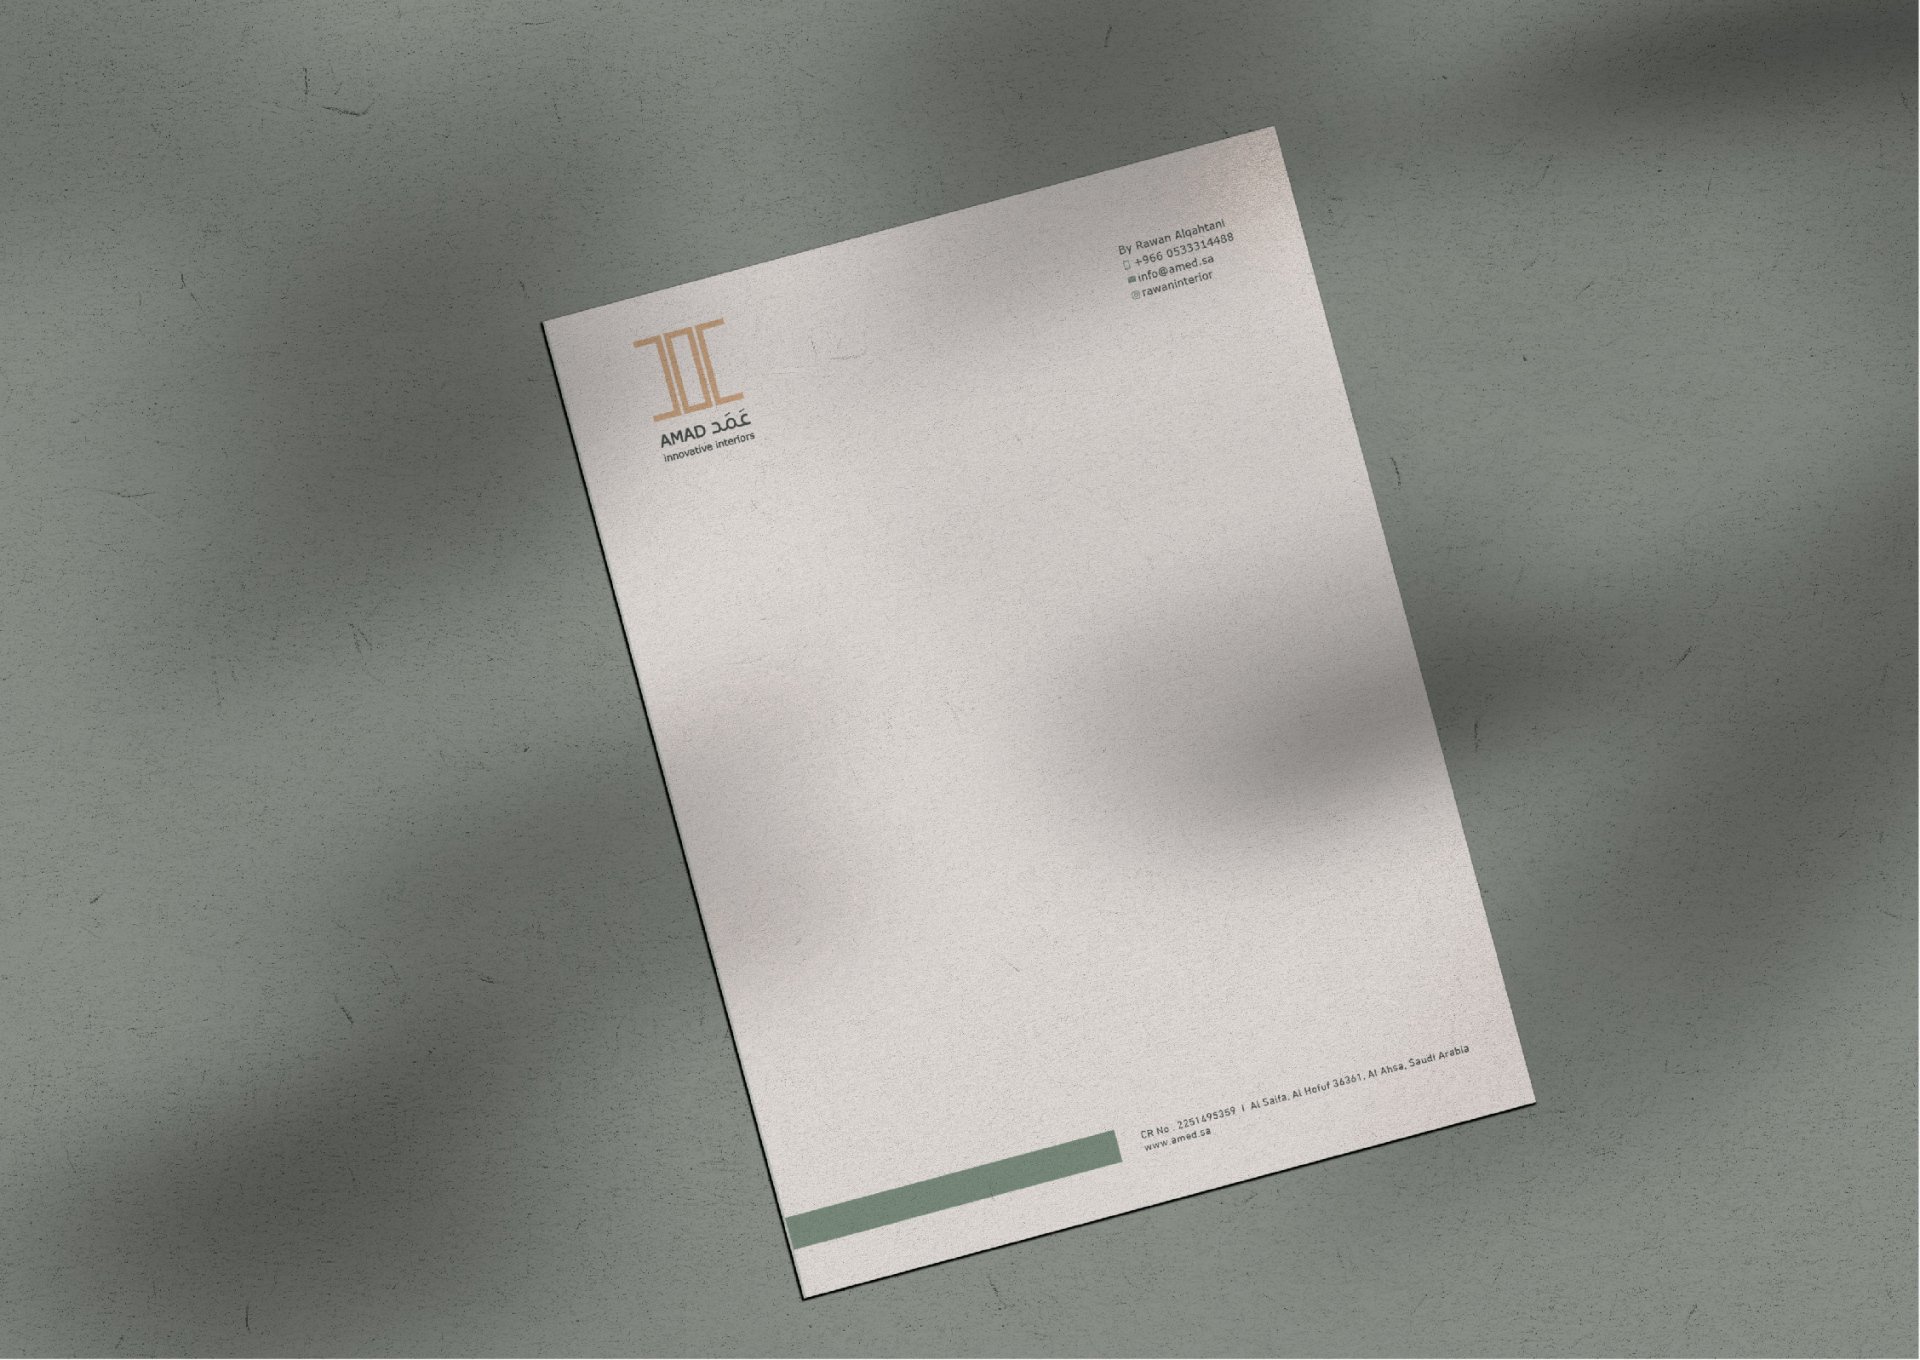 By Rawan Alqahtani
+966 0533314488
info@amed.sa
rawaninterior
AMAD عَمَد
innovative interiors
CR No : 2251495359 | Al Saifa, Al Hofuf 36361, Al Ahsa, Saudi Arabia
www.amed.sa